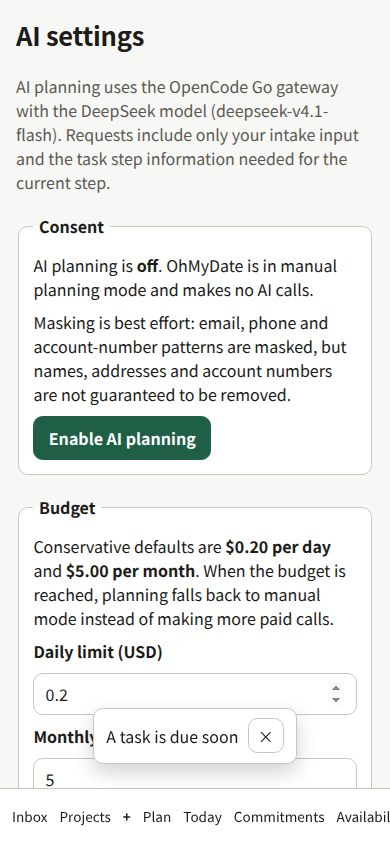 AI settings
AI planning uses the OpenCode Go gateway
with the DeepSeek model (deepseek-v4.1-
flash). Requests include only your intake input
and the task step information needed for the
current step.
Consent
AI planning is off. OhMyDate is in manual
planning mode and makes no AI calls.
Masking is best effort: email, phone and
account-number patterns are masked, but
names, addresses and account numbers
are not guaranteed to be removed.
Enable AI planning
Budget
Conservative defaults are $0.20 per day
and $5.00 per month. When the budget is
reached, planning falls back to manual
mode instead of making more paid calls.
Daily limit (USD)
0.2
Monthly
A task is due soon
5
Inbox Projects + Plan Today Commitments Availabil